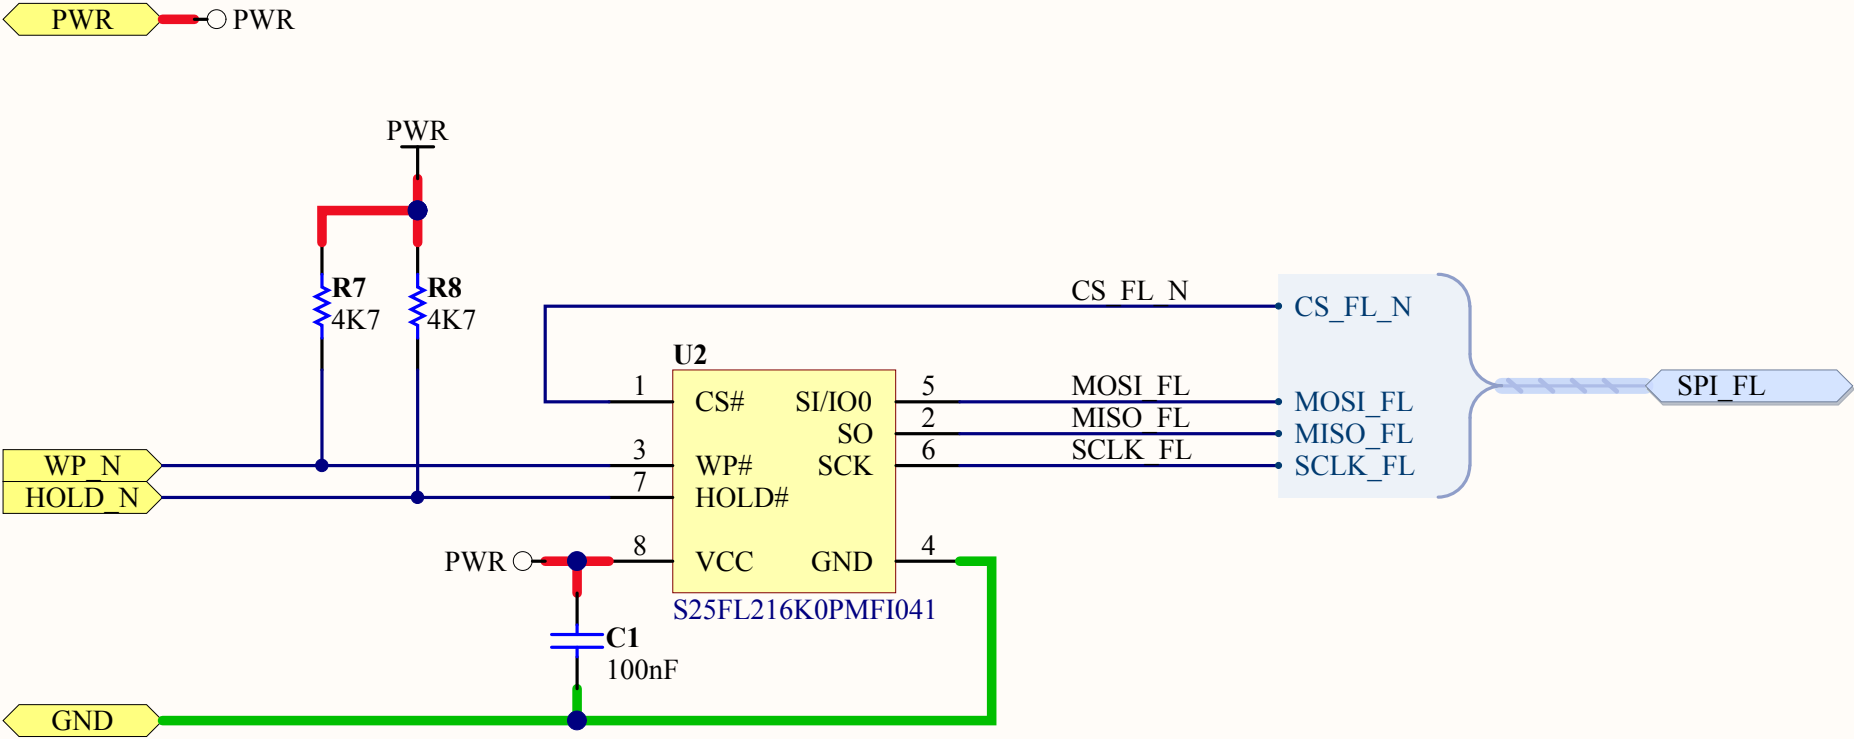 PWR PWR
PWR
R7 R8
4K7 4K7
CS_FL_N CS_FL_N
U2
1 CS# SI/IO0 5 MOSI_FL MOSI_FL SPI_FL
SO 2 MISO_FL MISO_FL
WP_N 3 WP# SCK 6 SCLK_FL SCLK_FL
HOLD_N 7 HOLD#
PWR 8 VCC GND 4
S25FL216K0PMFI041
C1
100nF
GND